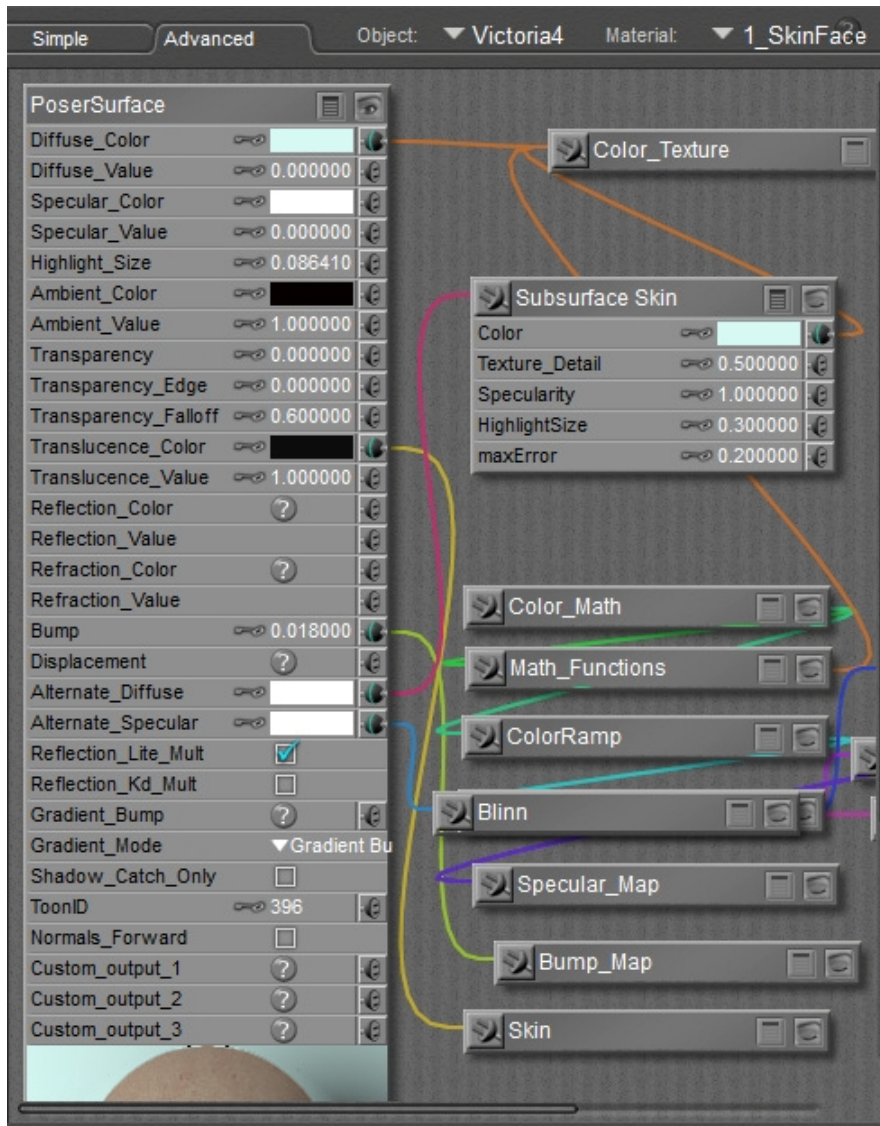 Simple Advanced Object: Victoria4 Material: 1_SkinFace
PoserSurface
Diffuse_Color
Diffuse_Value 0.000000
Specular_Color
Specular_Value 0.000000
Highlight_Size 0.086410
Ambient_Color
Ambient_Value 1.000000
Transparency 0.000000
Transparency_Edge 0.000000
Transparency_Falloff 0.600000
Translucence_Color
Translucence_Value 1.000000
Reflection_Color ?
Reflection_Value
Refraction_Color ?
Refraction_Value
Bump 0.018000
Displacement ?
Alternate_Diffuse
Alternate_Specular
Reflection_Lite_Mult
Reflection_Kd_Mult
Gradient_Bump ?
Gradient_Mode Gradient Bu
Shadow_Catch_Only
ToonID 396
Normals_Forward
Custom_output_1 ?
Custom_output_2 ?
Custom_output_3 ?
Color_Texture
Subsurface Skin
Color
Texture_Detail 0.500000
Specularity 1.000000
HighlightSize 0.300000
maxError 0.200000
Color_Math
Math_Functions
ColorRamp
Blinn
Specular_Map
Bump_Map
Skin